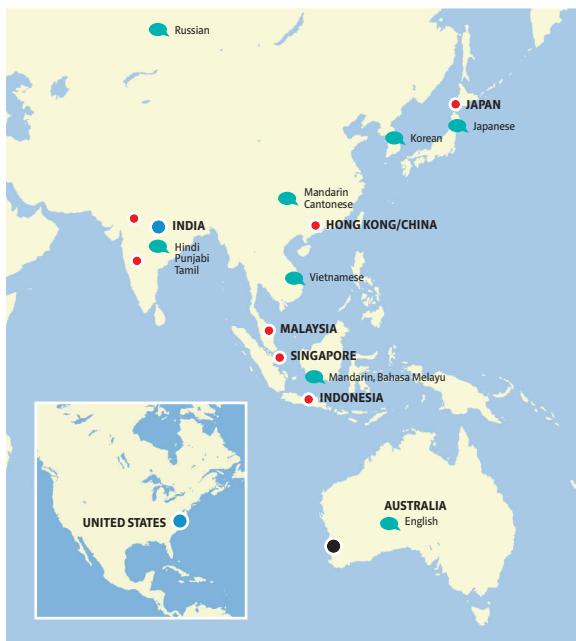 Russian
JAPAN
Japanese
Korean
Mandarin
Cantonese
INDIA
HONG KONG/CHINA
Hindi
Punjabi
Tamil
Vietnamese
MALAYSIA
SINGAPORE
Mandarin, Bahasa Melayu
INDONESIA
AUSTRALIA
English
UNITED STATES